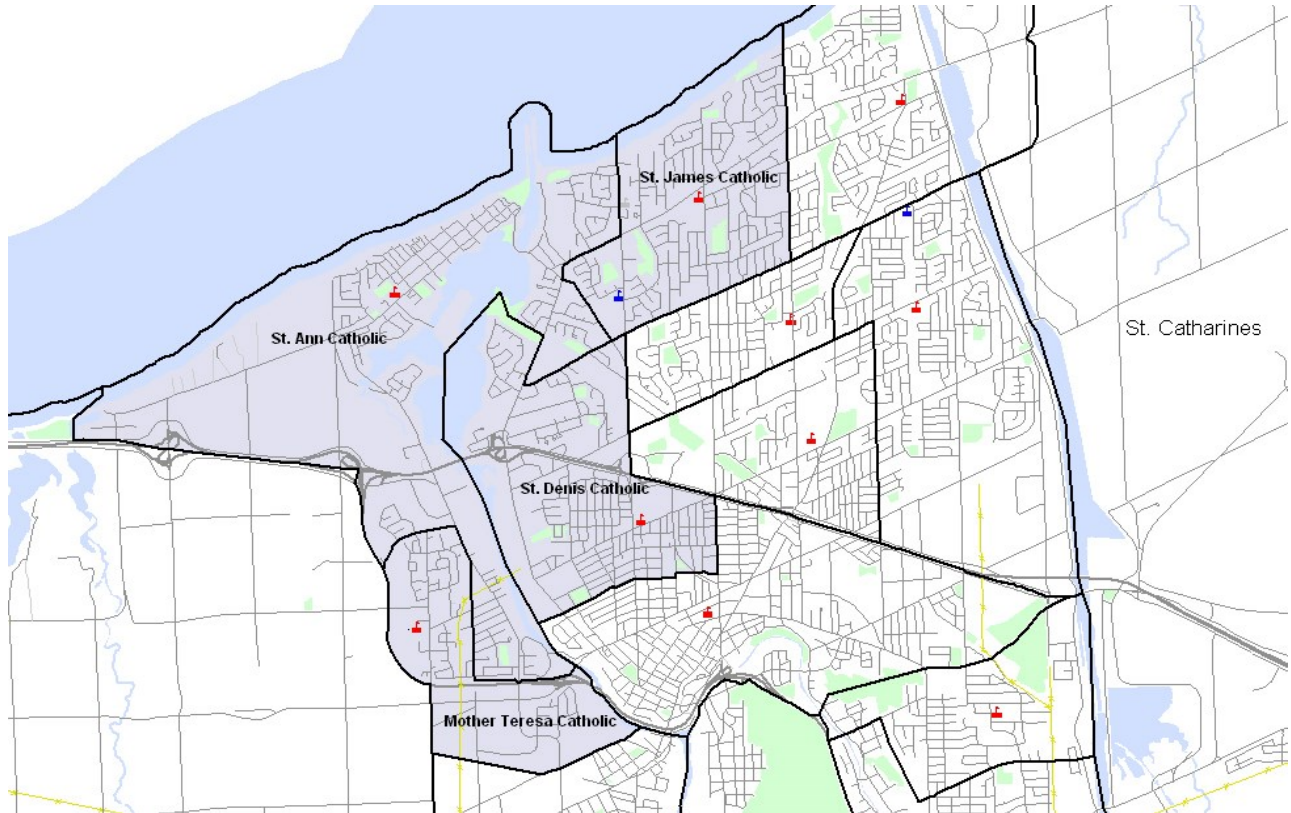 St. James Catholic
St. Ann Catholic
St. Catharines
St. Denis Catholic
Mother Teresa Catholic